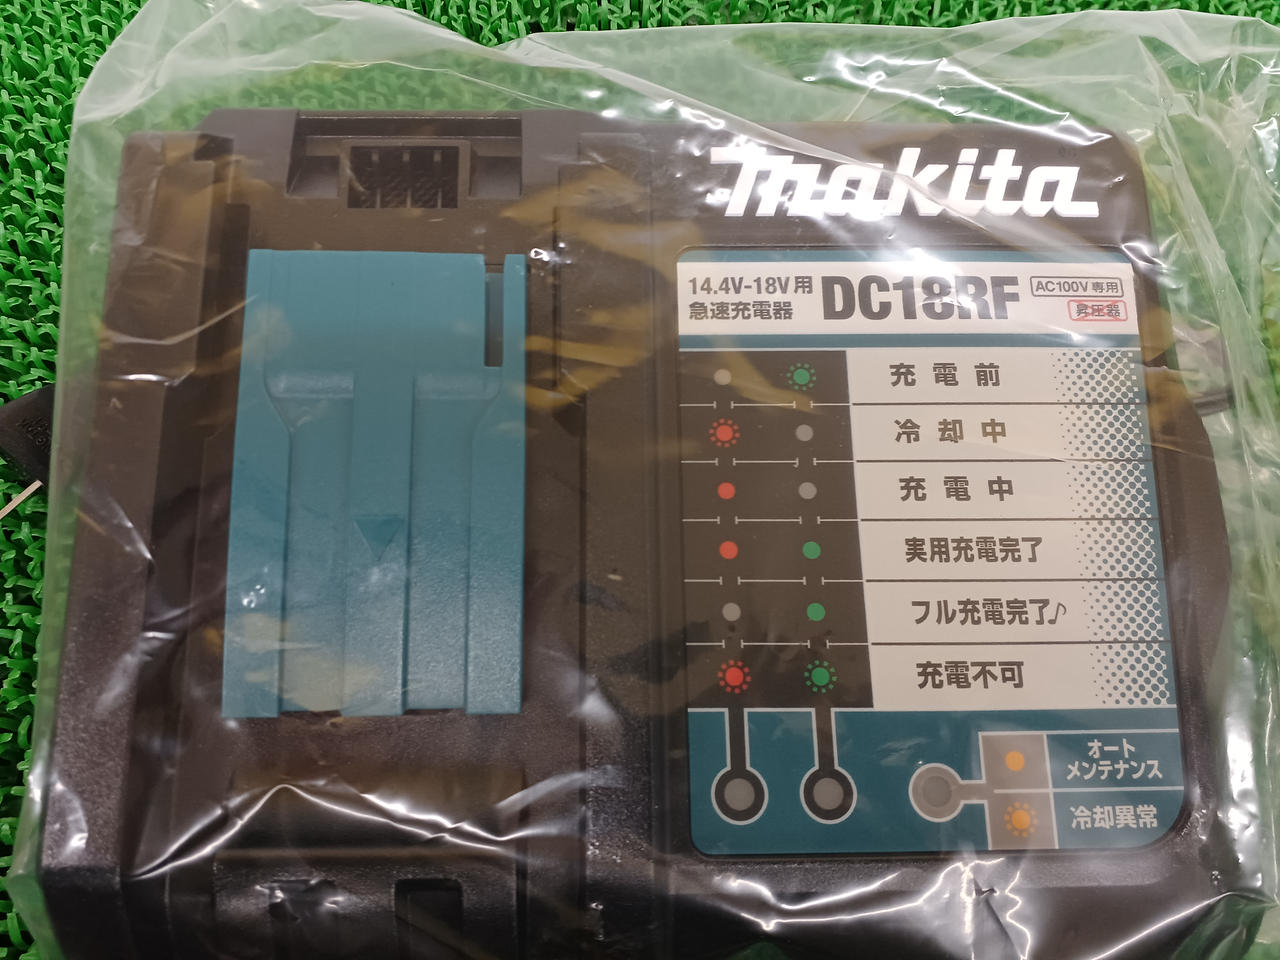 makita
14.4V-18V用
急速充電器
DC18RF
AC100V専用
昇圧器
充電前
冷却中
充電中
実用充電完了
フル充電完了♪
充電不可
オート
メンテナンス
冷却異常